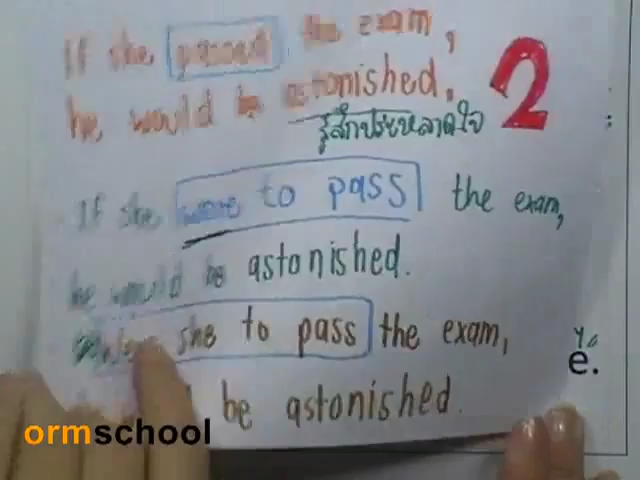 If she passed the exam,
he would be astonished.
รู้สึกประหลาดใจ
2
If she were to pass the exam,
he would be astonished.
she to pass the exam,
be astonished.
e.
ormschool